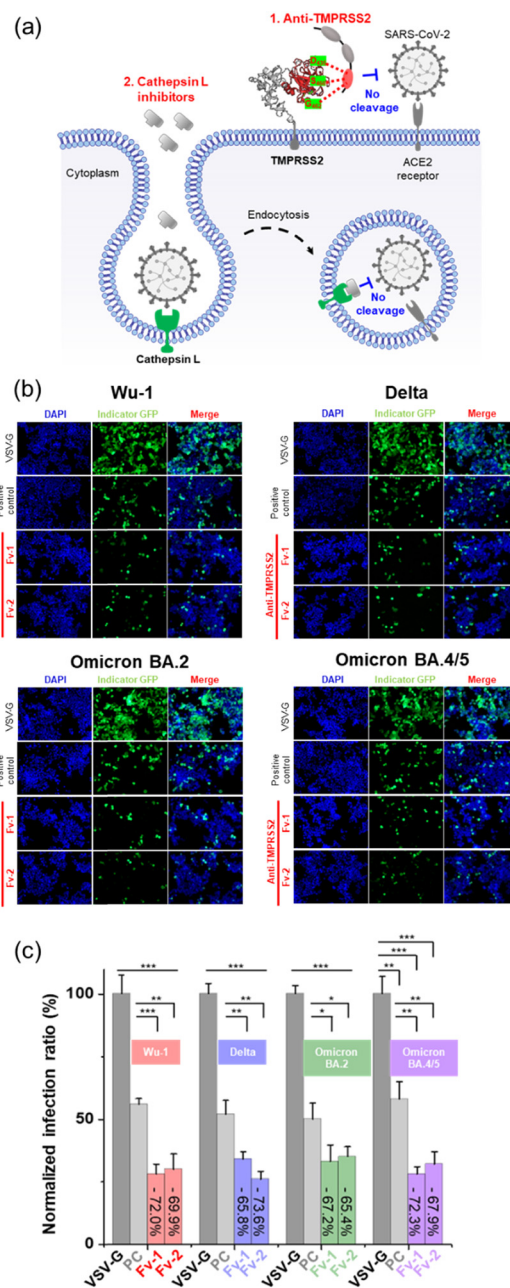 (a)
1. Anti-TMPRSS2
SARS-CoV-2
2. Cathepsin L
inhibitors
No
cleavage
Cytoplasm
TMPRSS2
ACE2
receptor
Endocytosis
No
cleavage
Cathepsin L
(b)
Wu-1
DAPI Indicator GFP Merge
VSV-G
Positive
control
Fv-1
Fv-2
Delta
DAPI Indicator GFP Merge
VSV-G
Positive
control
Anti-TMPRSS2
Fv-1
Fv-2
Omicron BA.2
DAPI Indicator GFP Merge
VSV-G
Positive
control
Fv-1
Fv-2
Omicron BA.4/5
DAPI Indicator GFP Merge
VSV-G
Positive
control
Anti-TMPRSS2
Fv-1
Fv-2
(c)
Normalized infection ratio (%)
100
50
0
*** *** *** ***
***
**
** ** * **
*** ** * **
Wu-1 Delta Omicron BA.2 Omicron BA.4/5
- 72.0% - 69.9% - 65.8% - 73.6% - 67.2% - 65.4% - 72.3% - 67.9%
VSV-G PC Fv-1 Fv-2 VSV-G PC Fv-1 Fv-2 VSV-G PC Fv-1 Fv-2 VSV-G PC Fv-1 Fv-2